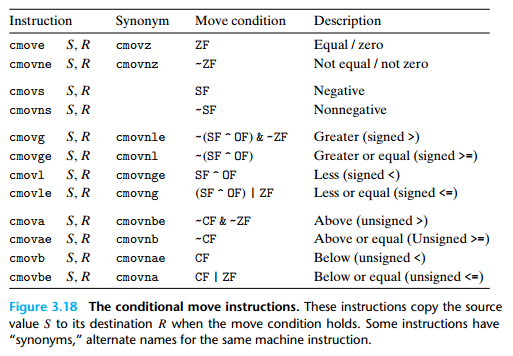 Instruction Synonym Move condition Description
cmove S, R cmovz ZF Equal / zero
cmovne S, R cmovnz ~ZF Not equal / not zero
cmovs S, R SF Negative
cmovns S, R ~SF Nonnegative
cmovg S, R cmovnle ~(SF ^ OF) & ~ZF Greater (signed >)
cmovge S, R cmovnl ~(SF ^ OF) Greater or equal (signed >=)
cmovl S, R cmovnge SF ^ OF Less (signed <)
cmovle S, R cmovng (SF ^ OF) | ZF Less or equal (signed <=)
cmova S, R cmovnbe ~CF & ~ZF Above (unsigned >)
cmovae S, R cmovnb ~CF Above or equal (Unsigned >=)
cmovb S, R cmovnae CF Below (unsigned <)
cmovbe S, R cmovna CF | ZF Below or equal (unsigned <=)
Figure 3.18 The conditional move instructions. These instructions copy the source
value S to its destination R when the move condition holds. Some instructions have
“synonyms,” alternate names for the same machine instruction.